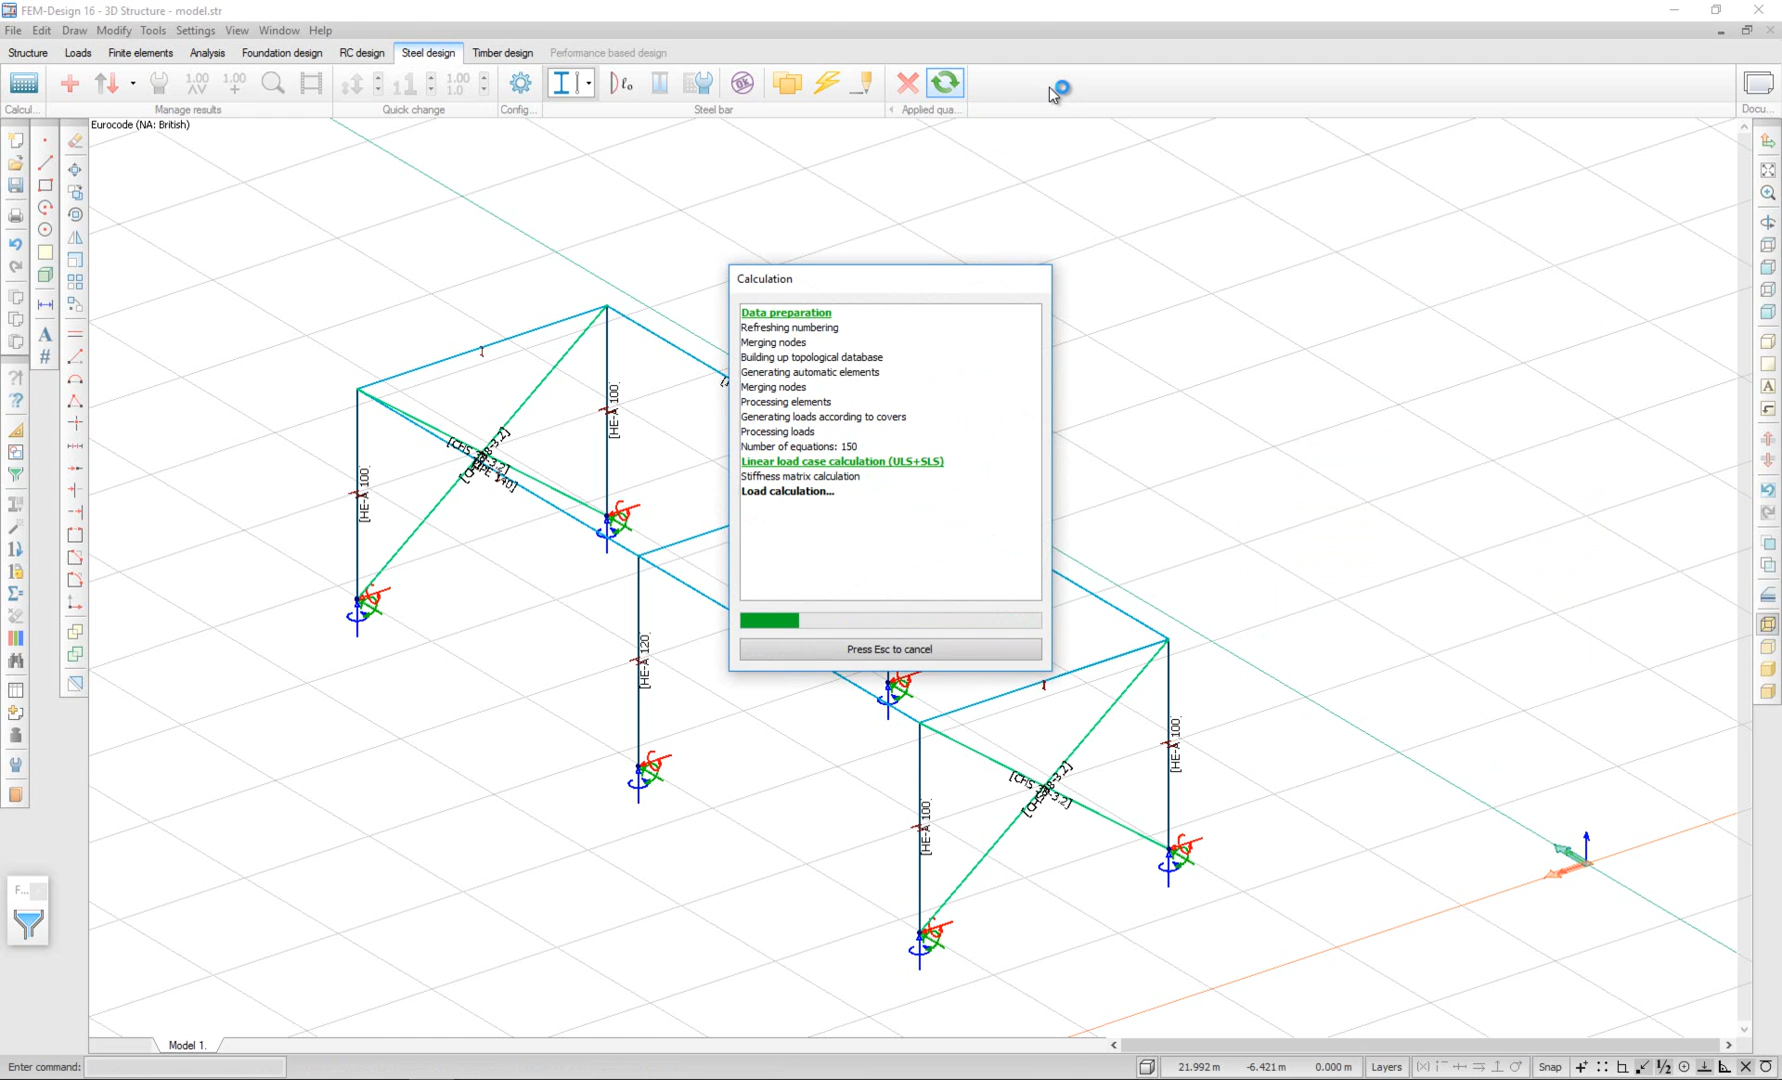 FEM-Design 16 - 3D Structure - model.str
File Edit Draw Modify Tools Settings View Window Help
Structure Loads Finite elements Analysis Foundation design RC design Steel design Timber design Performance based design
Calcul... Manage results Quick change Config... Steel bar Applied qua... Docu...
Eurocode (NA: British)
Calculation
Data preparation
Refreshing numbering
Merging nodes
Building up topological database
Generating automatic elements
Merging nodes
Processing elements
Generating loads according to covers
Processing loads
Number of equations: 150
Linear load case calculation (ULS+SLS)
Stiffness matrix calculation
Load calculation...
Press Esc to cancel
[HE-A 100.
[HE-A 100.
[HE-A 120.
[HE-A 100.
[HE-A 100.
F...
Model 1.
Enter command:
21.992 m -6.421 m 0.000 m Layers Snap